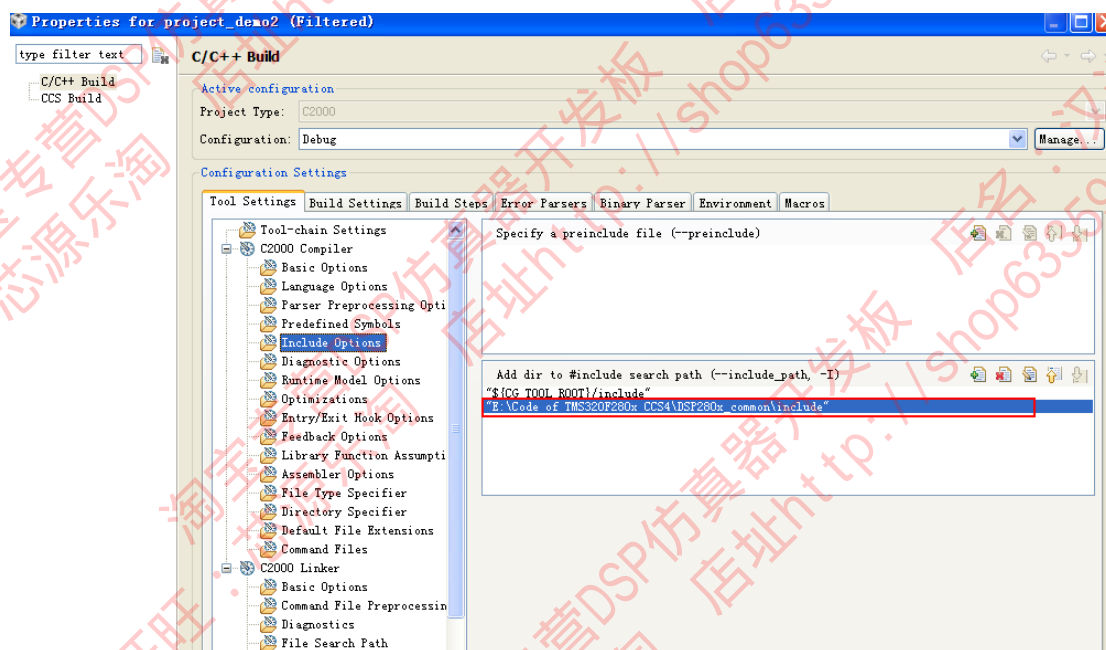 Properties for project_demo2 (Filtered)
type filter text
C/C++ Build
CCS Build
C/C++ Build
Active configuration
Project Type: C2000
Configuration: Debug
Manage...
Configuration Settings
Tool Settings Build Settings Build Steps Error Parsers Binary Parser Environment Macros
Tool-chain Settings
C2000 Compiler
Basic Options
Language Options
Parser Preprocessing Opti
Predefined Symbols
Include Options
Diagnostic Options
Runtime Model Options
Optimizations
Entry/Exit Hook Options
Feedback Options
Library Function Assumpti
Assembler Options
File Type Specifier
Directory Specifier
Default File Extensions
Command Files
C2000 Linker
Basic Options
Command File Preprocessin
Diagnostics
File Search Path
Specify a preinclude file (--preinclude)
Add dir to #include search path (--include_path, -I)
"${CG_TOOL_ROOT}/include"
"E:\Code of TMS320F280x CCS4\DSP280x_common\include"
淘宝专营DSP仿真器开发板
店址http://shop6335